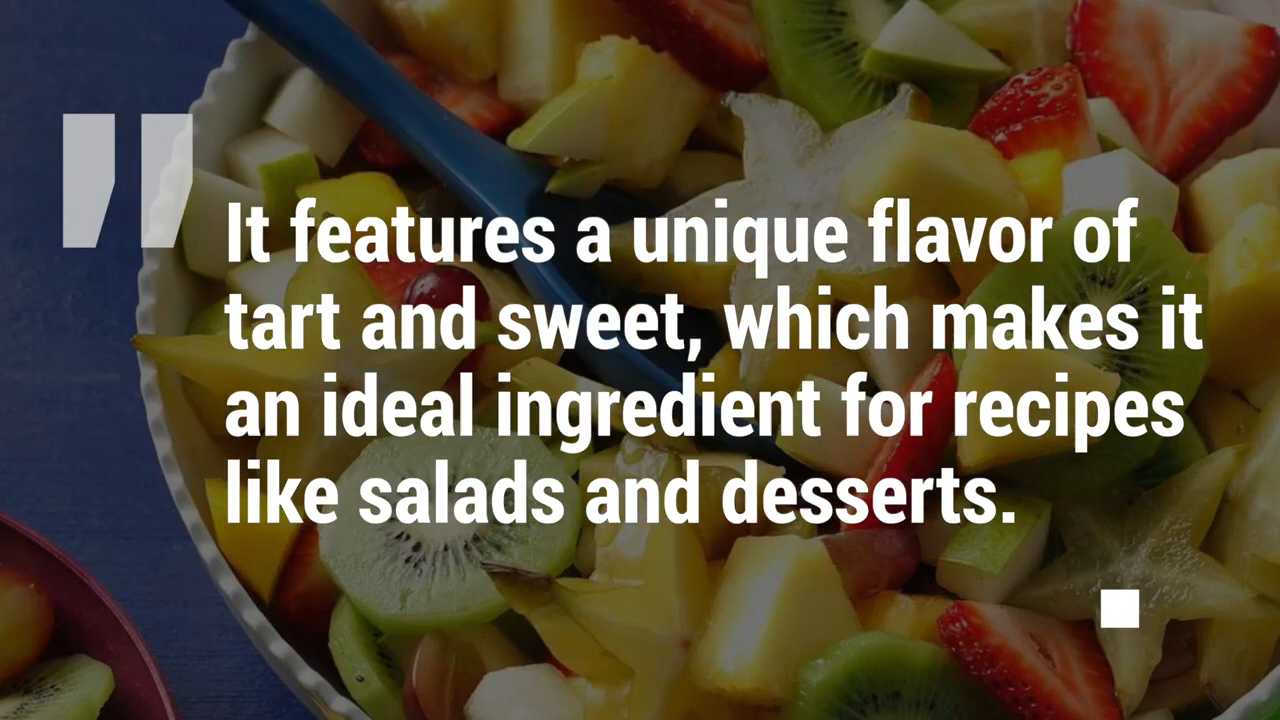 "
It features a unique flavor of
tart and sweet, which makes it
an ideal ingredient for recipes
like salads and desserts.